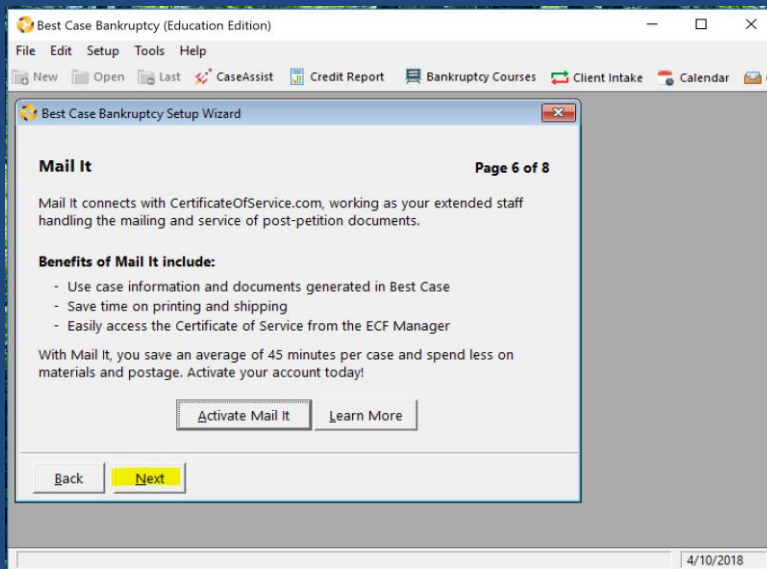 Best Case Bankruptcy (Education Edition)
File Edit Setup Tools Help
New Open Last CaseAssist Credit Report Bankruptcy Courses Client Intake Calendar
Best Case Bankruptcy Setup Wizard
Mail It Page 6 of 8
Mail It connects with CertificateOfService.com, working as your extended staff
handling the mailing and service of post-petition documents.
Benefits of Mail It include:
- Use case information and documents generated in Best Case
- Save time on printing and shipping
- Easily access the Certificate of Service from the ECF Manager
With Mail It, you save an average of 45 minutes per case and spend less on
materials and postage. Activate your account today!
Activate Mail It Learn More
Back Next
4/10/2018